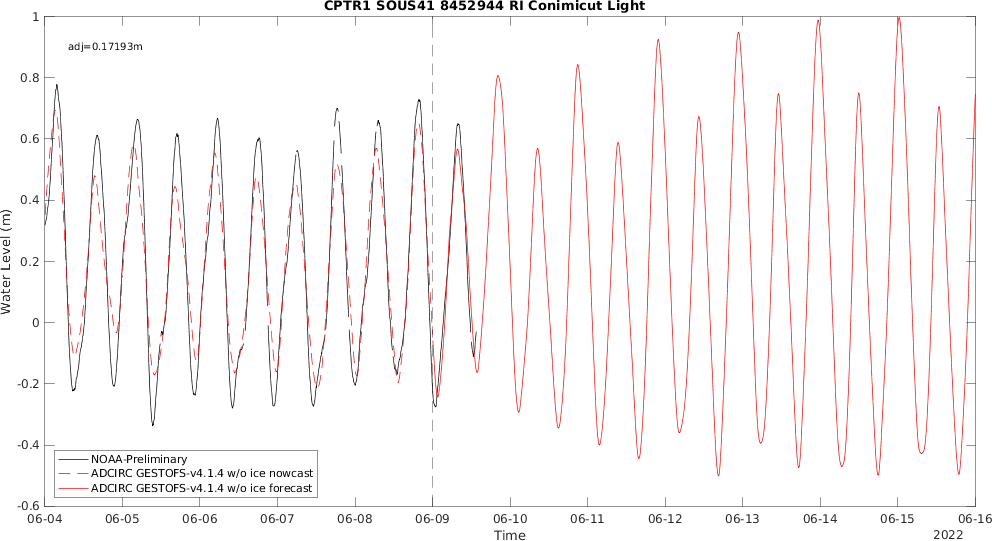 CPTR1 SOUS41 8452944 RI Conimicut Light
adj=0.17193m
1
0.8
0.6
0.4
0.2
0
-0.2
-0.4
-0.6
Water Level (m)
NOAA-Preliminary
ADCIRC GESTOFS-v4.1.4 w/o ice nowcast
ADCIRC GESTOFS-v4.1.4 w/o ice forecast
06-04 06-05 06-06 06-07 06-08 06-09 06-10 06-11 06-12 06-13 06-14 06-15 06-16
Time
2022